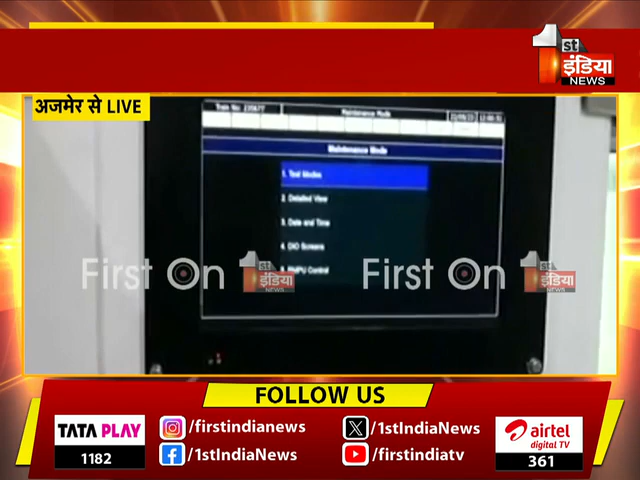 1st
इंडिया
NEWS
अजमेर से LIVE
Train No: 
Maintenance Mode
Maintenance Mode
1. Test Modes
2. Detailed View
3. Date and Time
4. DIO Screens
RMPU Control
First On 1st इंडिया NEWS
First On 1st इंडिया NEWS
FOLLOW US
TATA PLAY
1182
/firstindianews
/1stIndiaNews
/1stIndiaNews
/firstindiatv
airtel
digital TV
361